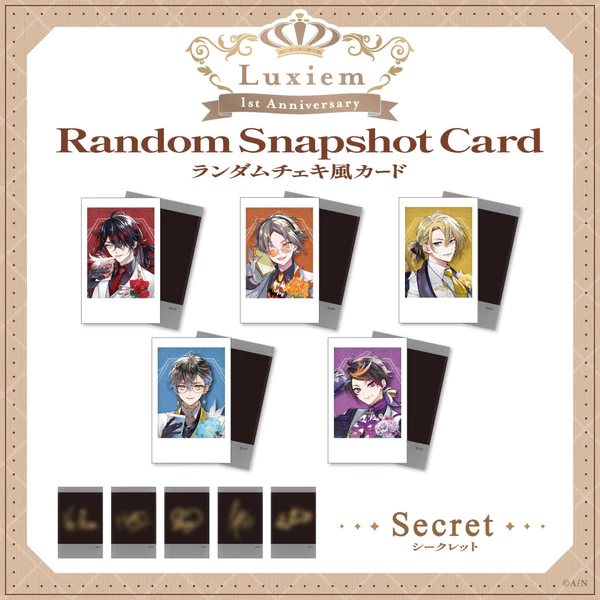 Luxiem
1st Anniversary
Random Snapshot Card
ランダムチェキ風カード
Secret
シークレット
©A/N